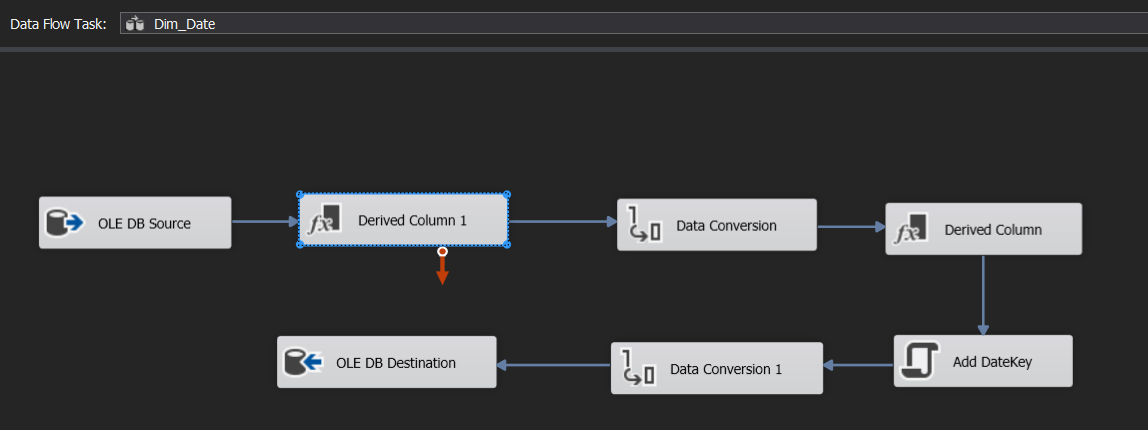 Data Flow Task: Dim_Date
OLE DB Source
Derived Column 1
Data Conversion
Derived Column
OLE DB Destination
Data Conversion 1
Add DateKey